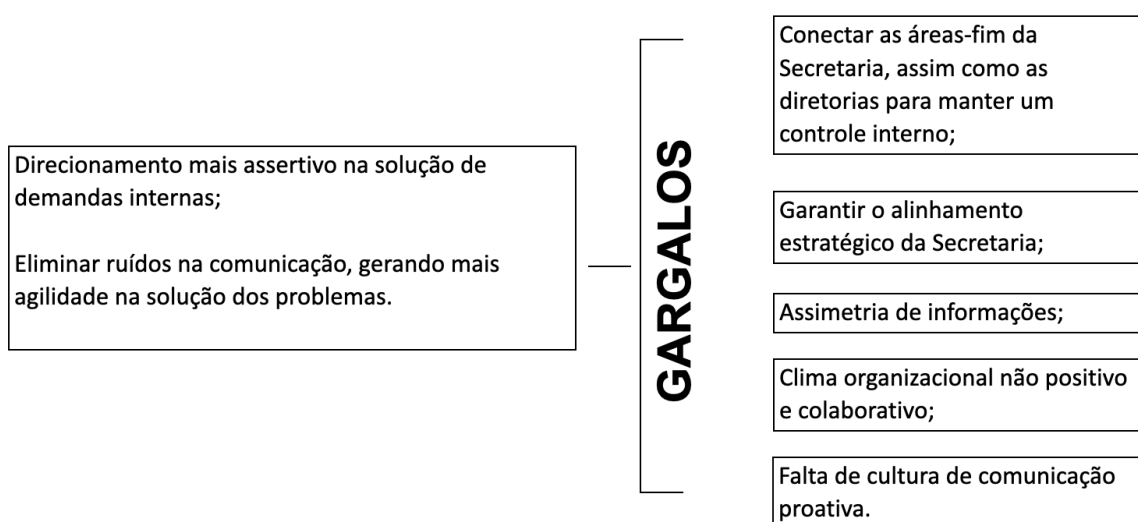 Direcionamento mais assertivo na solução de
demandas internas;
Eliminar ruídos na comunicação, gerando mais
agilidade na solução dos problemas.
GARGALOS
Conectar as áreas-fim da
Secretaria, assim como as
diretorias para manter um
controle interno;
Garantir o alinhamento
estratégico da Secretaria;
Assimetria de informações;
Clima organizacional não positivo
e colaborativo;
Falta de cultura de comunicação
proativa.